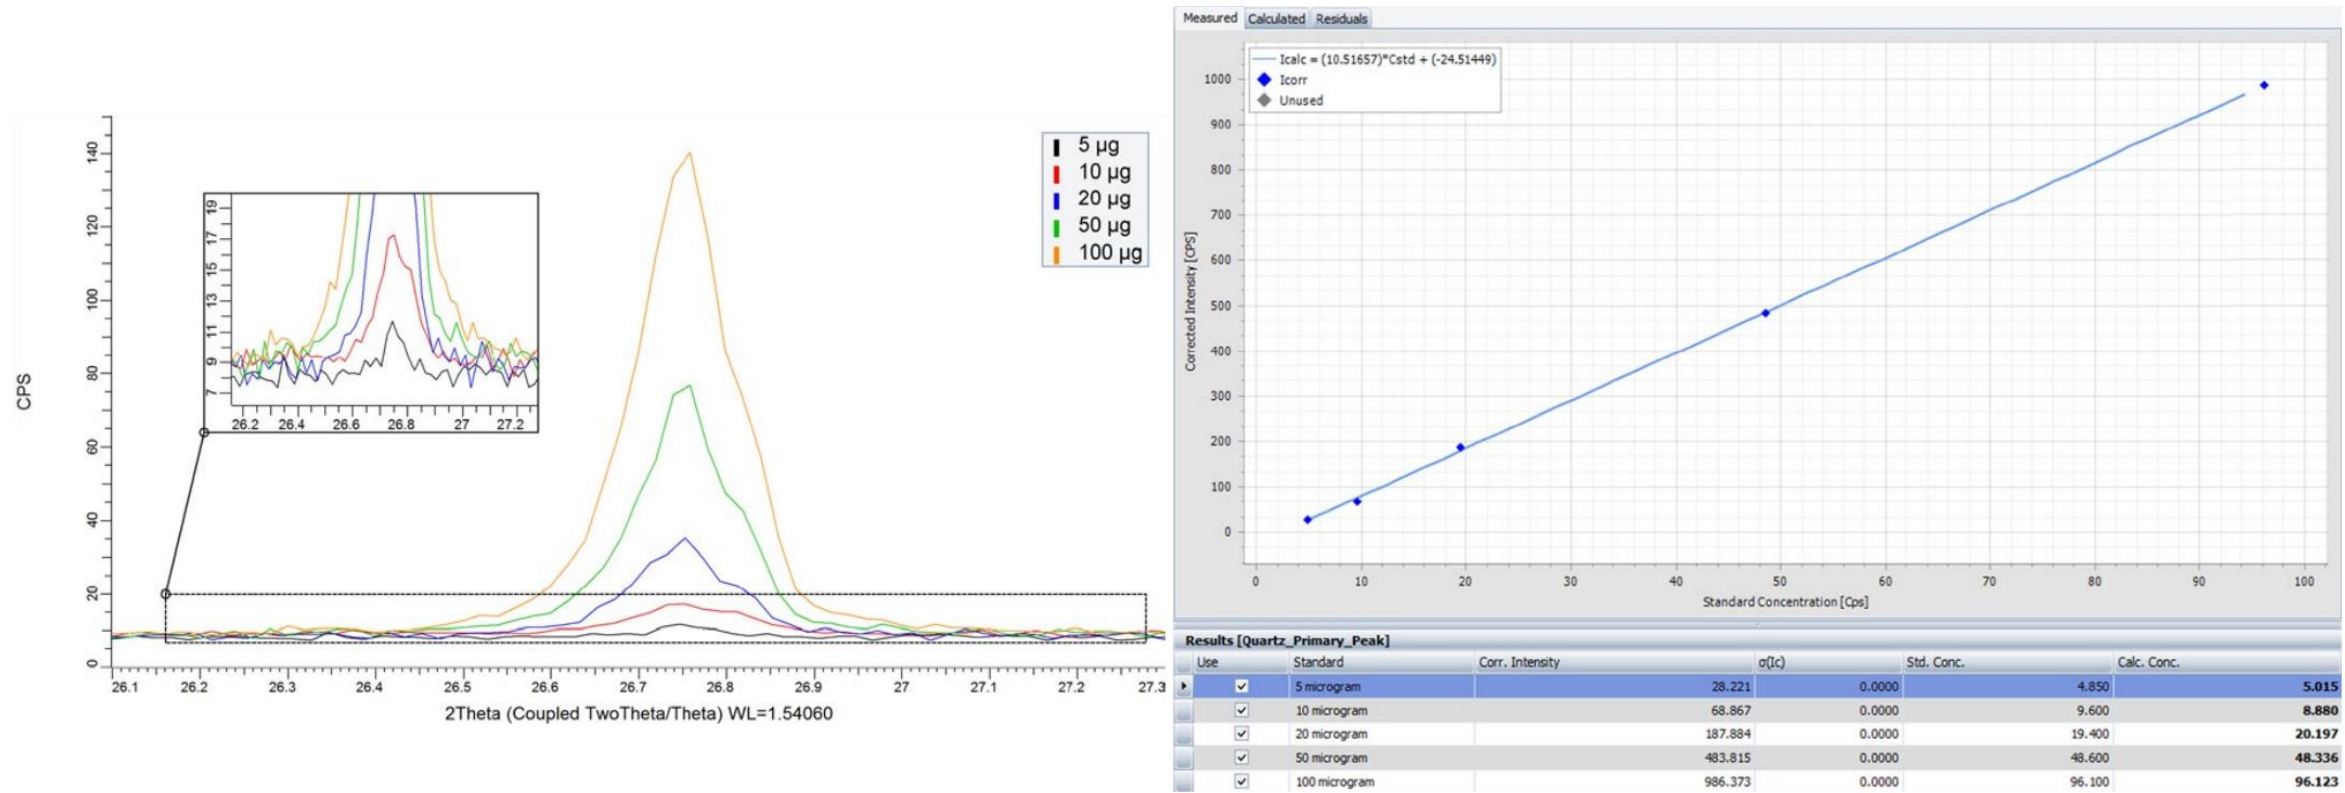 140
120
100
80
60
40
20
0
CPS
5 µg
10 µg
20 µg
50 µg
100 µg
19
17
15
13
11
9
7
26.2 26.4 26.6 26.8 27 27.2
26.1 26.2 26.3 26.4 26.5 26.6 26.7 26.8 26.9 27 27.1 27.2 27.3
2Theta (Coupled TwoTheta/Theta) WL=1.54060
Measured Calculated Residuals
Icalc = (10.51657)*Cstd + (-24.51449)
Icorr
Unused
1000
900
800
700
600
500
400
300
200
100
0
Corrected Intensity [CPS]
0 10 20 30 40 50 60 70 80 90 100
Standard Concentration [Cps]
Results [Quartz_Primary_Peak]
Use Standard Corr. Intensity σ(Ic) Std. Conc. Calc. Conc.
5 microgram 28.221 0.0000 4.850 5.015
10 microgram 68.867 0.0000 9.600 8.880
20 microgram 187.884 0.0000 19.400 20.197
50 microgram 483.815 0.0000 48.600 48.336
100 microgram 986.373 0.0000 96.100 96.123